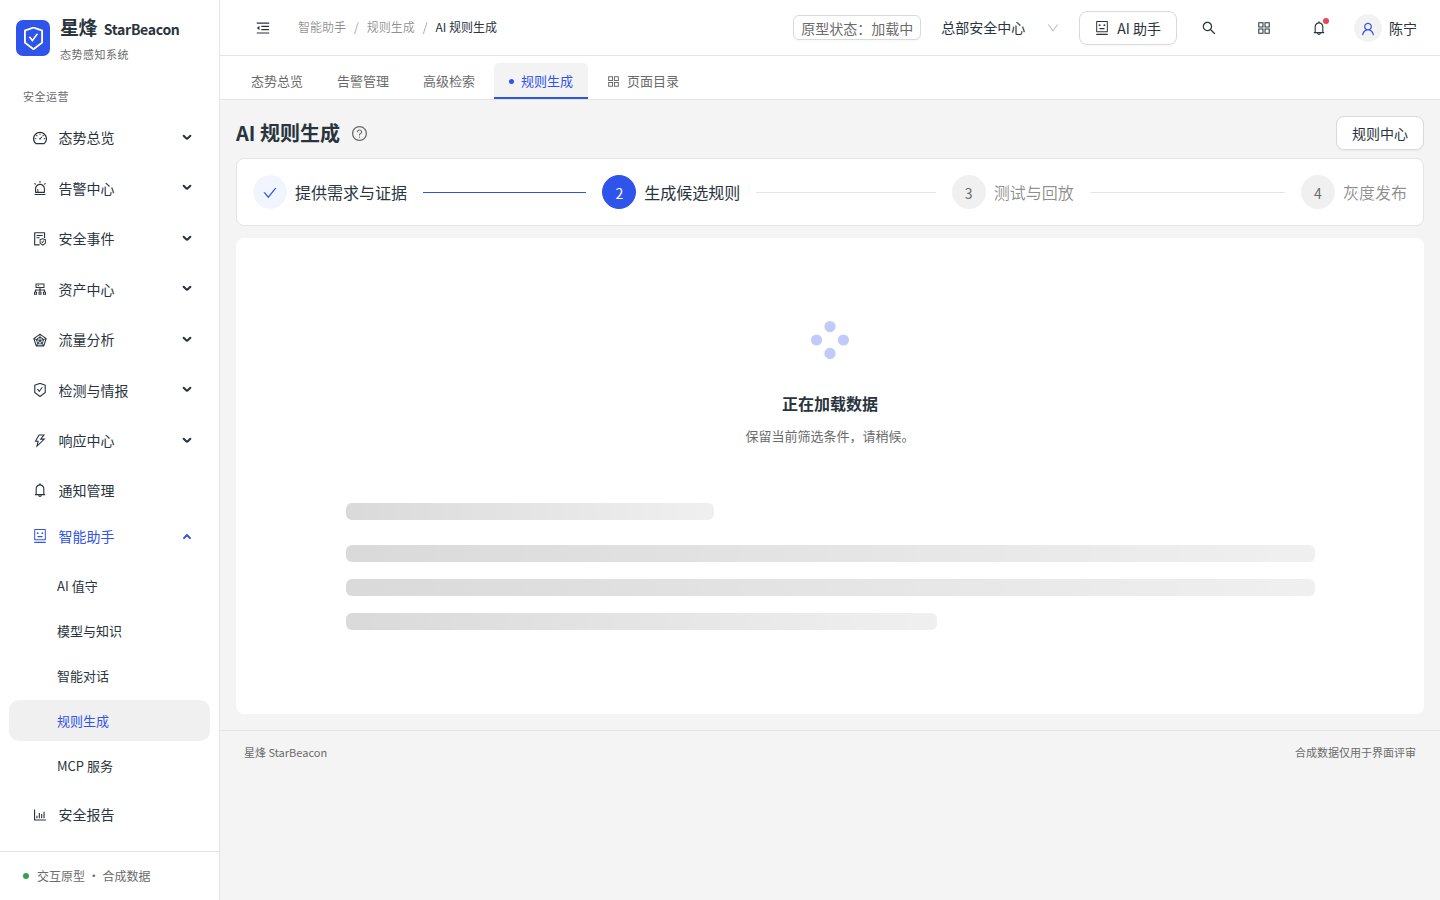 星烽 StarBeacon
态势感知系统
安全运营
态势总览
告警中心
安全事件
资产中心
流量分析
检测与情报
响应中心
通知管理
智能助手
AI 值守
模型与知识
智能对话
规则生成
MCP 服务
安全报告
交互原型 · 合成数据
智能助手 / 规则生成 / AI 规则生成
原型状态：加载中
总部安全中心
AI 助手
陈宁
态势总览
告警管理
高级检索
规则生成
页面目录
AI 规则生成
规则中心
提供需求与证据
2 生成候选规则
3 测试与回放
4 灰度发布
正在加载数据
保留当前筛选条件，请稍候。
星烽 StarBeacon
合成数据仅用于界面评审